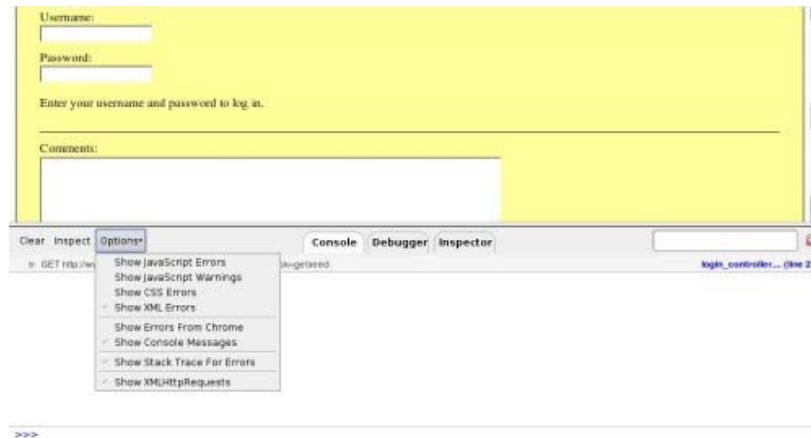 Username:
Password:
Enter your username and password to log in.
Comments:
Clear Inspect Options Console Debugger Inspector
GET login_controller... (line 2
Show JavaScript Errors
Show JavaScript Warnings
Show CSS Errors
Show XML Errors
Show Errors From Chrome
Show Console Messages
Show Stack Trace For Errors
Show XMLHttpRequests
>>>